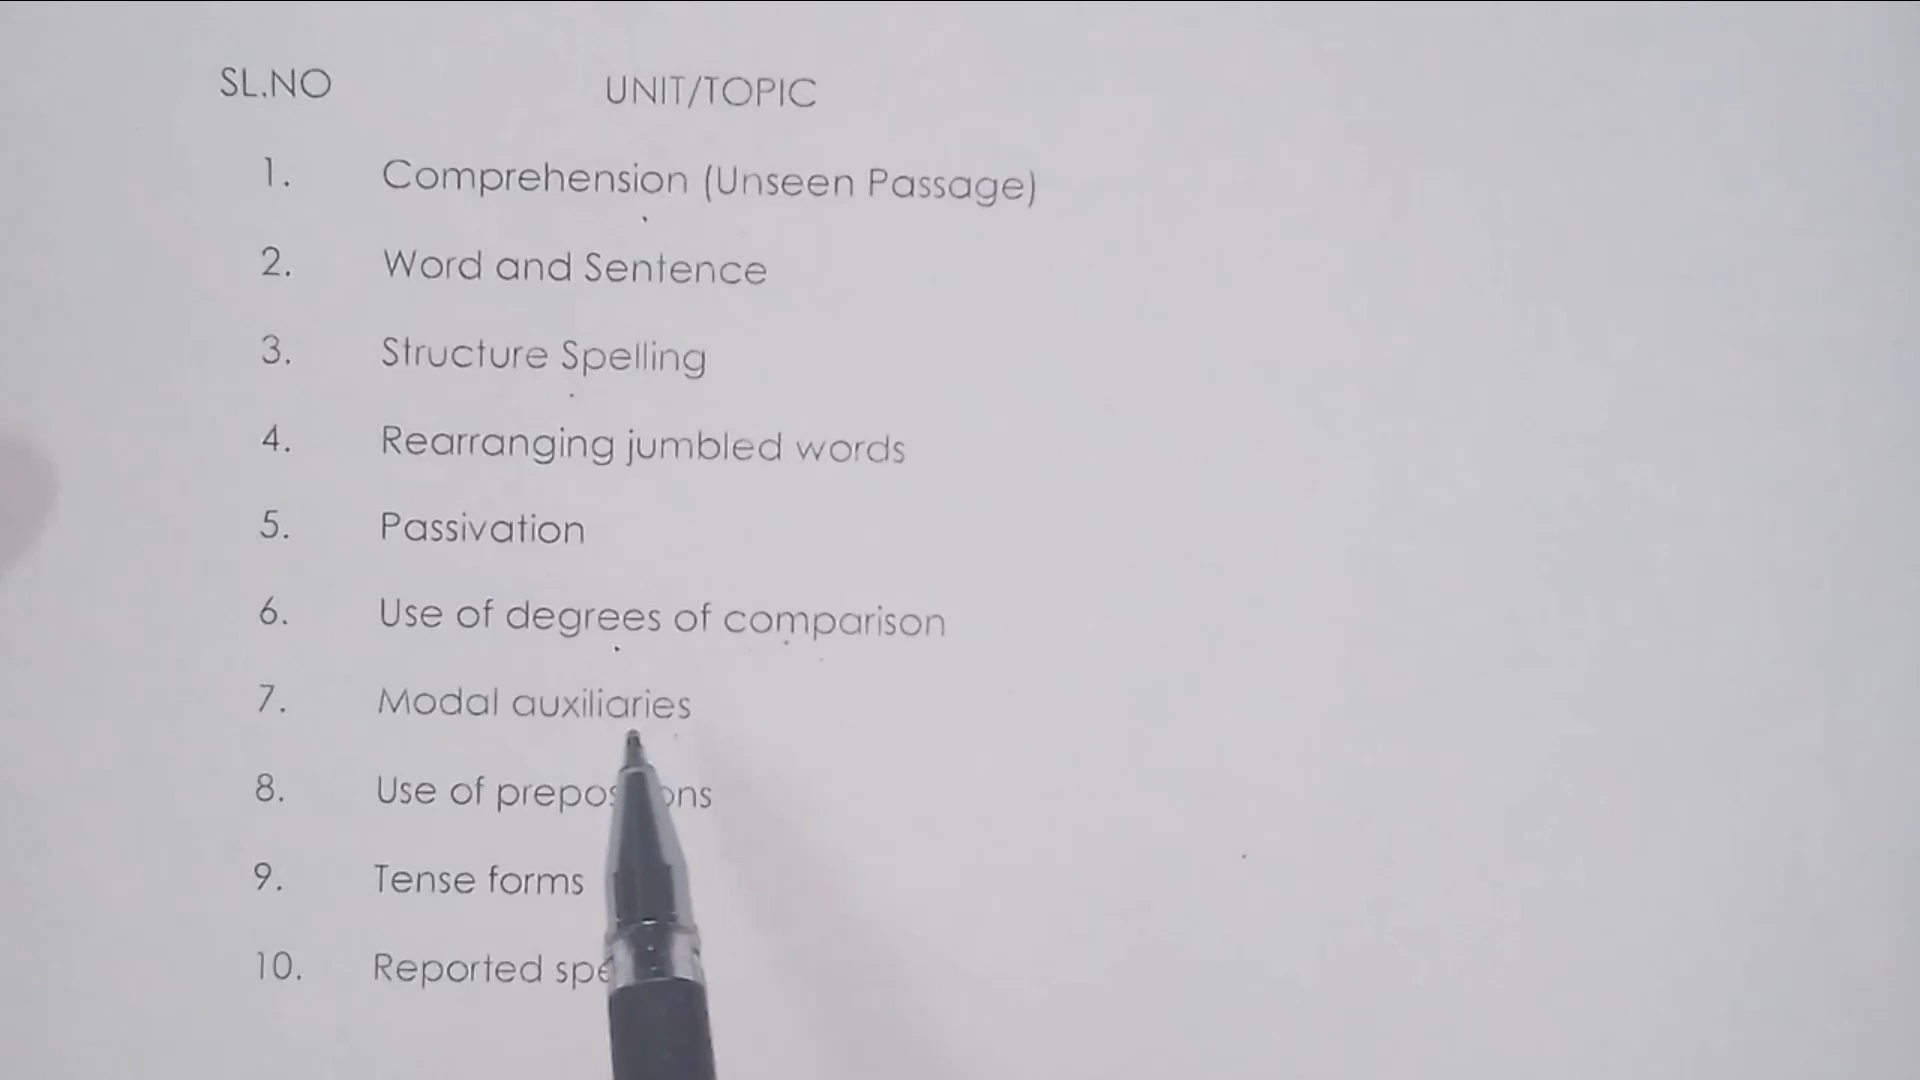 SL.NO UNIT/TOPIC
1. Comprehension (Unseen Passage)
2. Word and Sentence
3. Structure Spelling
4. Rearranging jumbled words
5. Passivation
6. Use of degrees of comparison
7. Modal auxiliaries
8. Use of
9. Tense forms
10. Reported